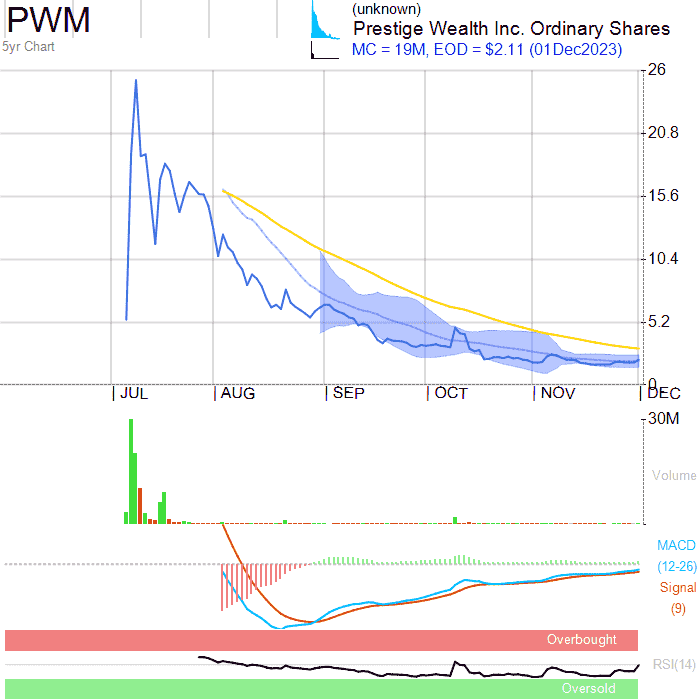 PWM
5yr Chart
(unknown)
Prestige Wealth Inc. Ordinary Shares
MC = 19M, EOD = $2.11 (01Dec2023)
26
20.8
15.6
10.4
5.2
0
JUL AUG SEP OCT NOV DEC
30M
Volume
MACD
(12-26)
Signal
(9)
Overbought
RSI(14)
Oversold